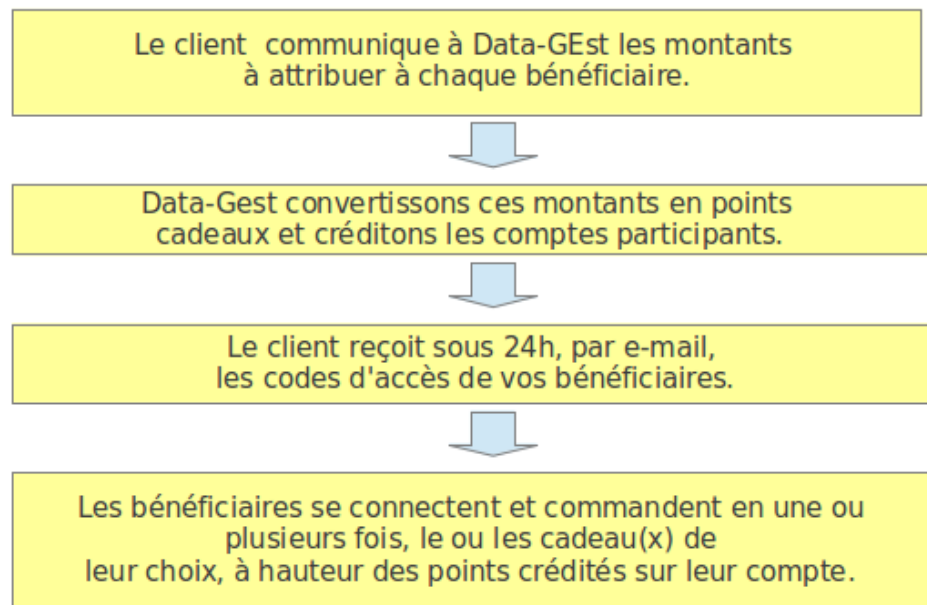 Le client communique à Data-GEst les montants
à attribuer à chaque bénéficiaire.
Data-Gest convertissons ces montants en points
cadeaux et créditons les comptes participants.
Le client reçoit sous 24h, par e-mail,
les codes d'accès de vos bénéficiaires.
Les bénéficiaires se connectent et commandent en une ou
plusieurs fois, le ou les cadeau(x) de
leur choix, à hauteur des points crédités sur leur compte.